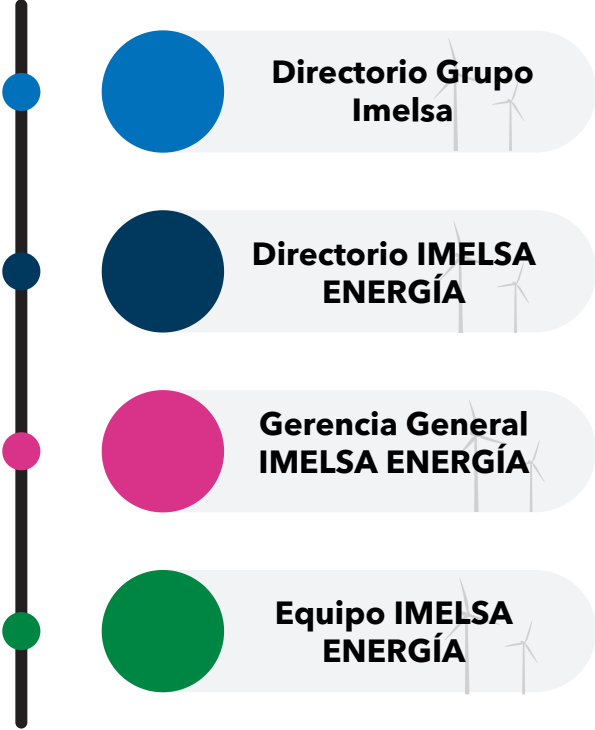 Directorio Grupo
Imelsa
Directorio IMELSA
ENERGÍA
Gerencia General
IMELSA ENERGÍA
Equipo IMELSA
ENERGÍA